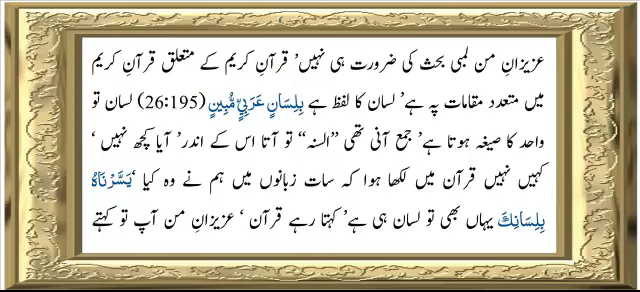 عزیزانِ من لمبی بحث کی ضرورت ہی نہیں’ قرآنِ کریم کے متعلق قرآنِ کریم
میں متعدد مقامات پہ ہے’ لسان کا لفظ ہے بِلِسَانٍ عَرَبِيٍّ مُّبِينٍ (26:195) لسان تو
واحد کا صیغہ ہوتا ہے’ جمع آنی تھی ”السنہ“ تو آتا اس کے اندر’ آیا کچھ نہیں ‘
کہیں نہیں قرآن میں لکھا ہوا کہ سات زبانوں میں ہم نے وہ کیا ‘يَسَّرْنَاهُ
بِلِسَانِكَ یہاں بھی تو لسان ہی ہے’ کہتا رہے قرآن ‘ عزیزانِ من آپ تو کہتے